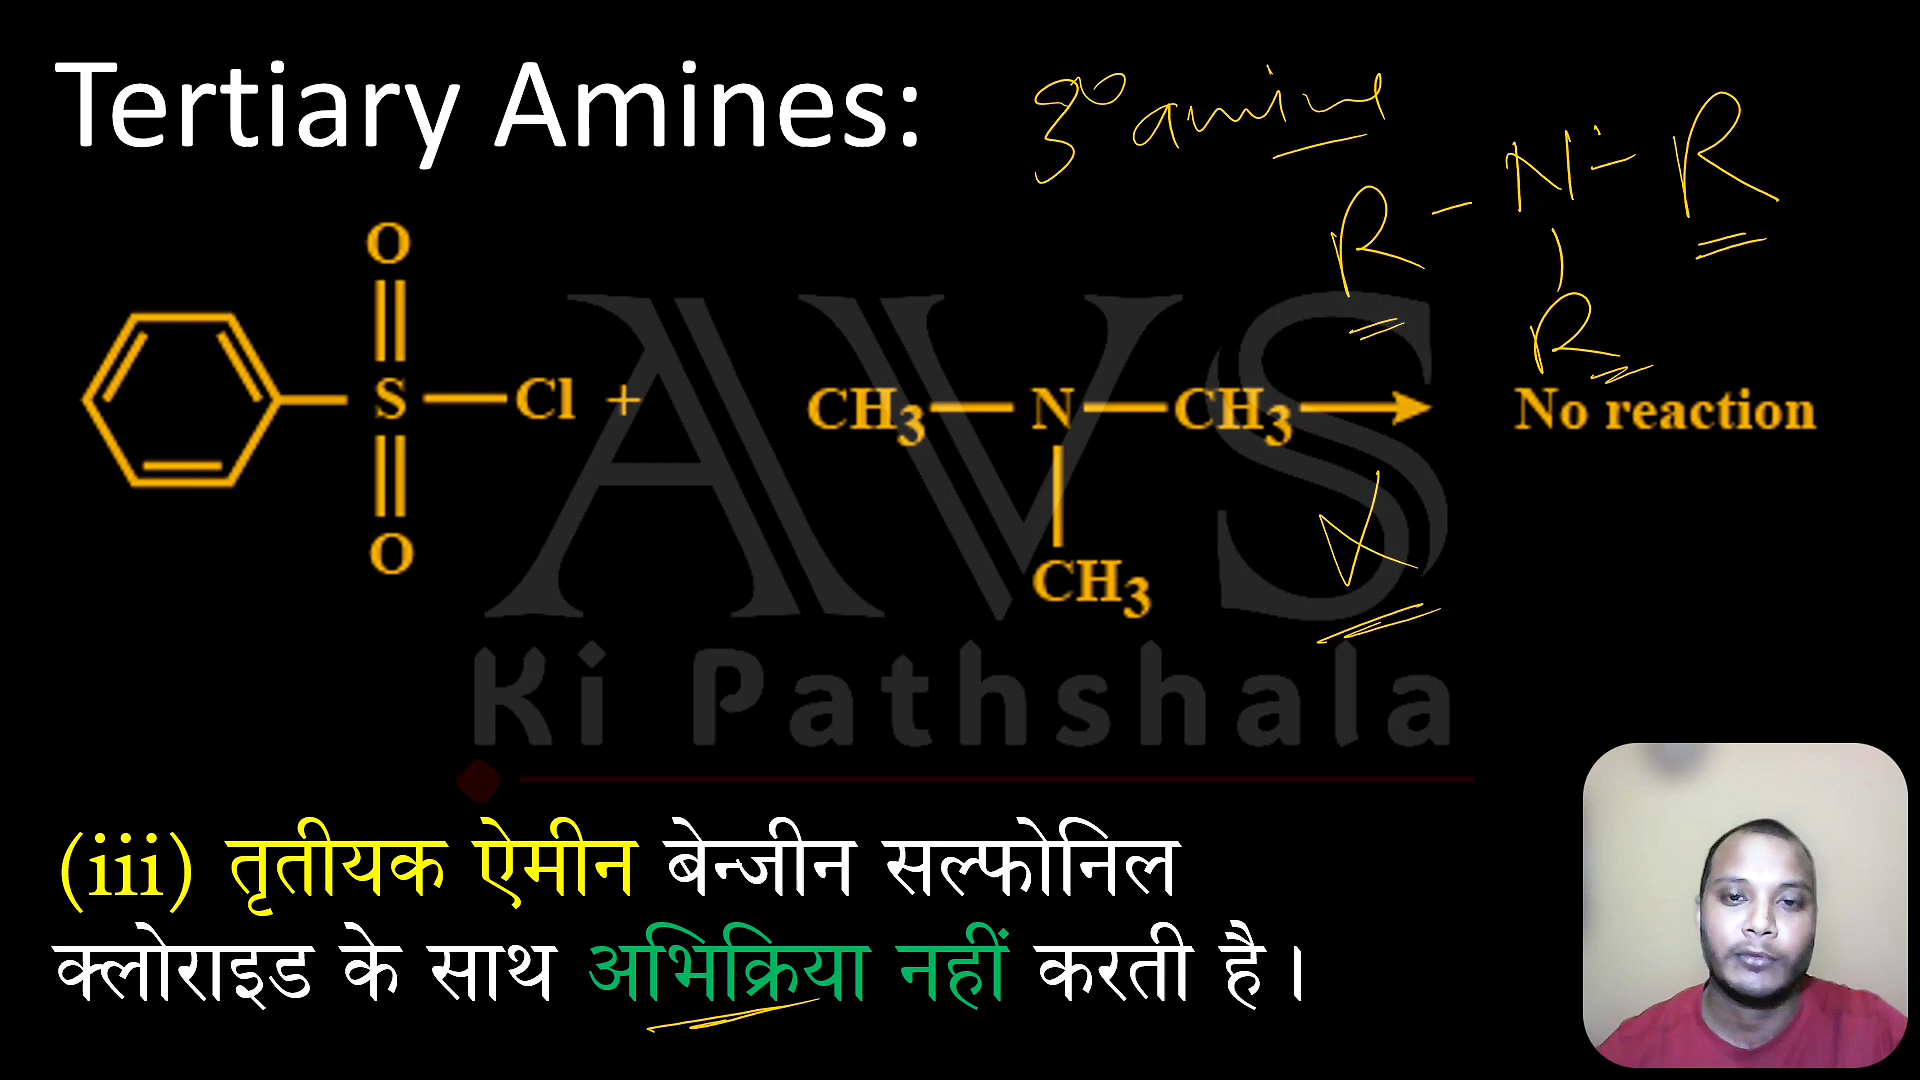 Tertiary Amines:
3° amine
R - N̈ - R
R
O
S Cl +
O
CH3 N CH3 No reaction
CH3
AVS
Ki Pathshala
(iii) तृतीयक ऐमीन बेन्जीन सल्फोनिल
क्लोराइड के साथ अभिक्रिया नहीं करती है।